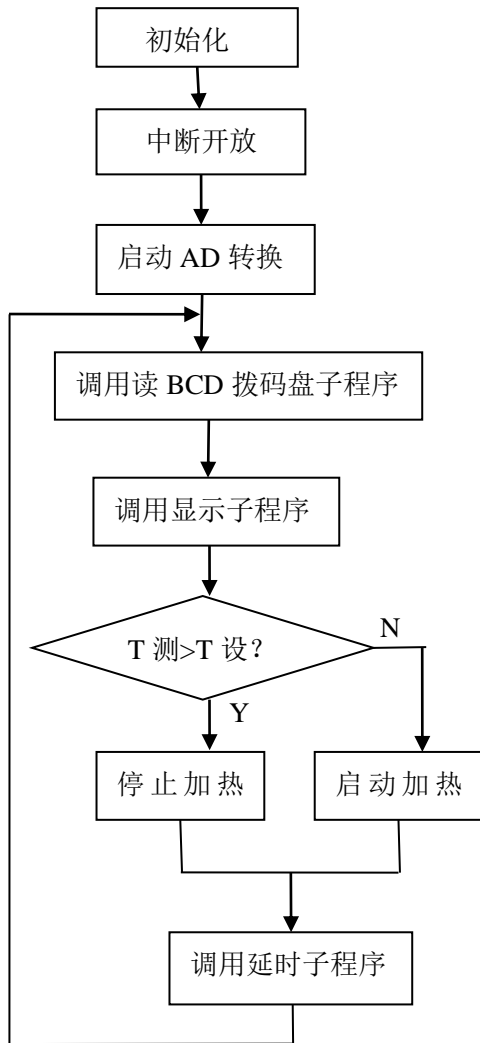 初始化
中断开放
启动 AD 转换
调用读 BCD 拨码盘子程序
调用显示子程序
T 测>T 设？
N
Y
停止加热
启动加热
调用延时子程序